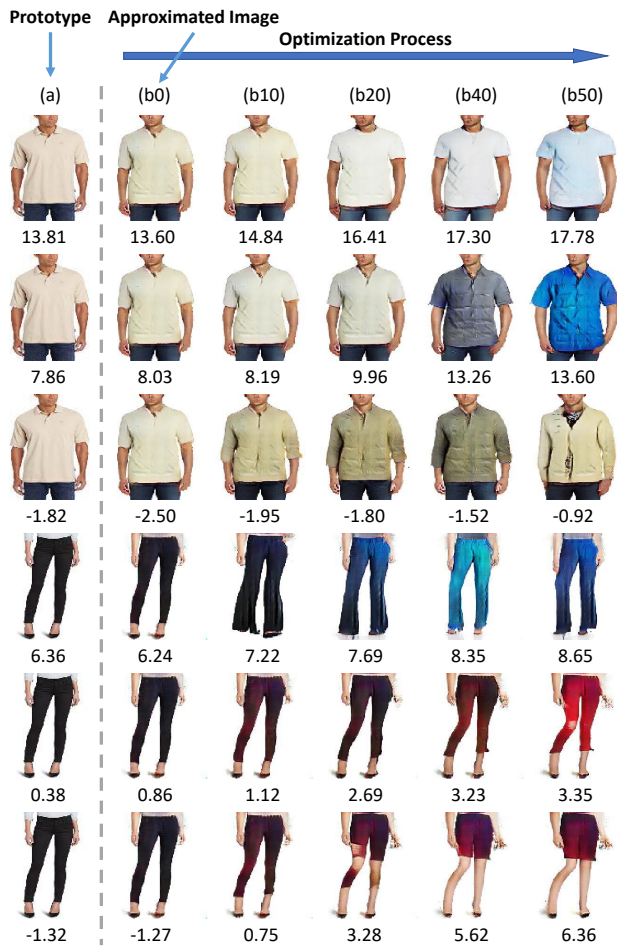 Prototype Approximated Image
Optimization Process
(a) (b0) (b10) (b20) (b40) (b50)
13.81 13.60 14.84 16.41 17.30 17.78
7.86 8.03 8.19 9.96 13.26 13.60
-1.82 -2.50 -1.95 -1.80 -1.52 -0.92
6.36 6.24 7.22 7.69 8.35 8.65
0.38 0.86 1.12 2.69 3.23 3.35
-1.32 -1.27 0.75 3.28 5.62 6.36